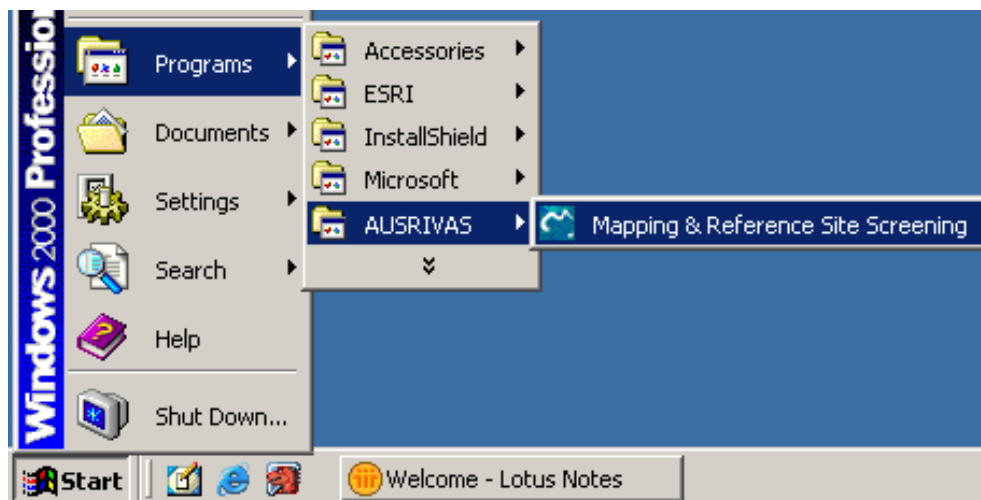 Windows 2000 Professio
Programs
Documents
Settings
Search
Help
Shut Down...
Accessories
ESRI
InstallShield
Microsoft
AUSRIVAS
Mapping & Reference Site Screening
Start
Welcome - Lotus Notes